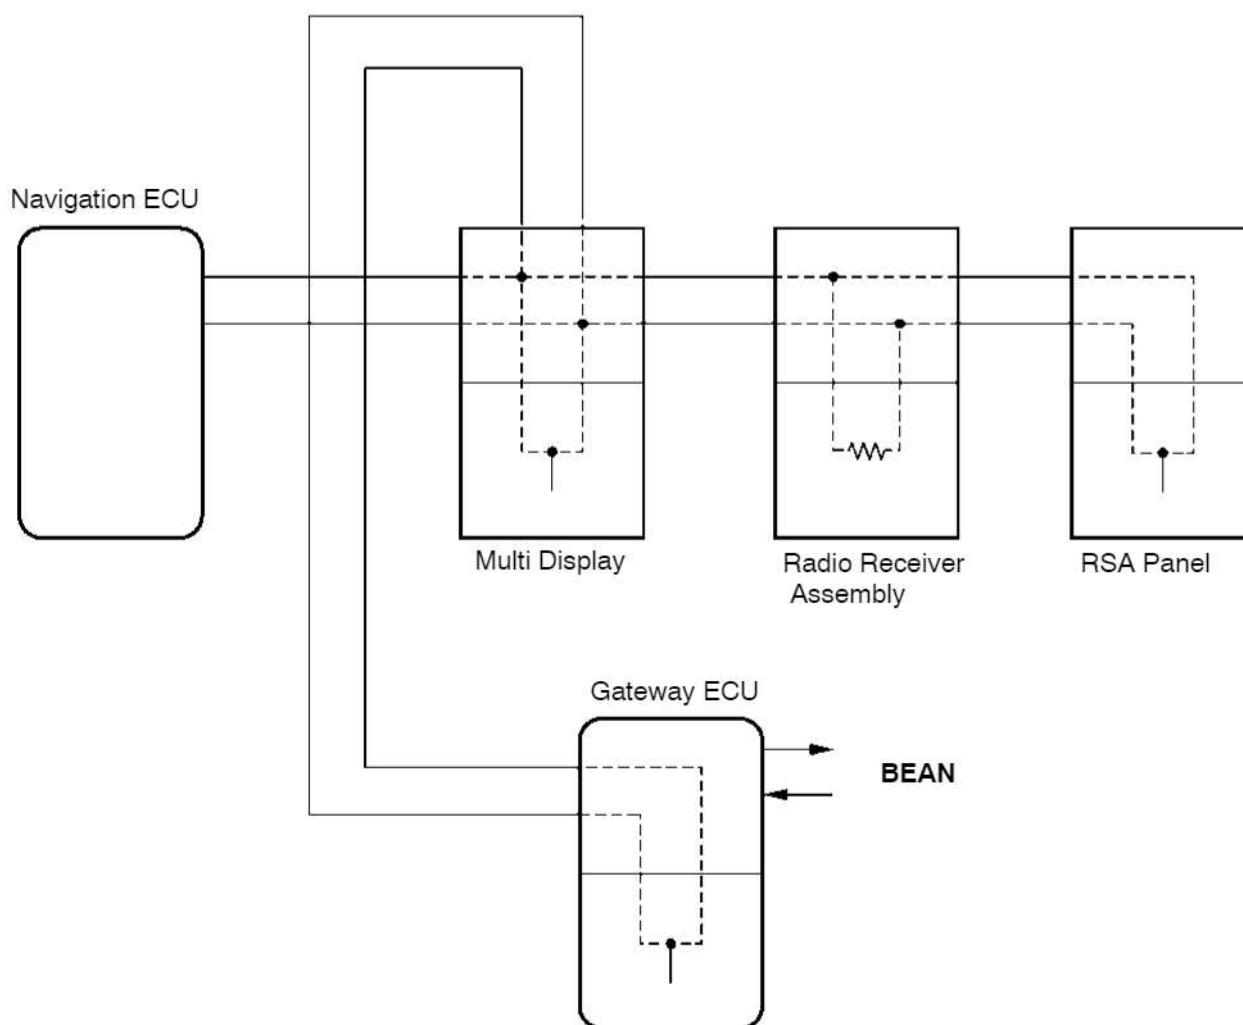 Navigation ECU
Multi Display
Radio Receiver
Assembly
RSA Panel
Gateway ECU
BEAN